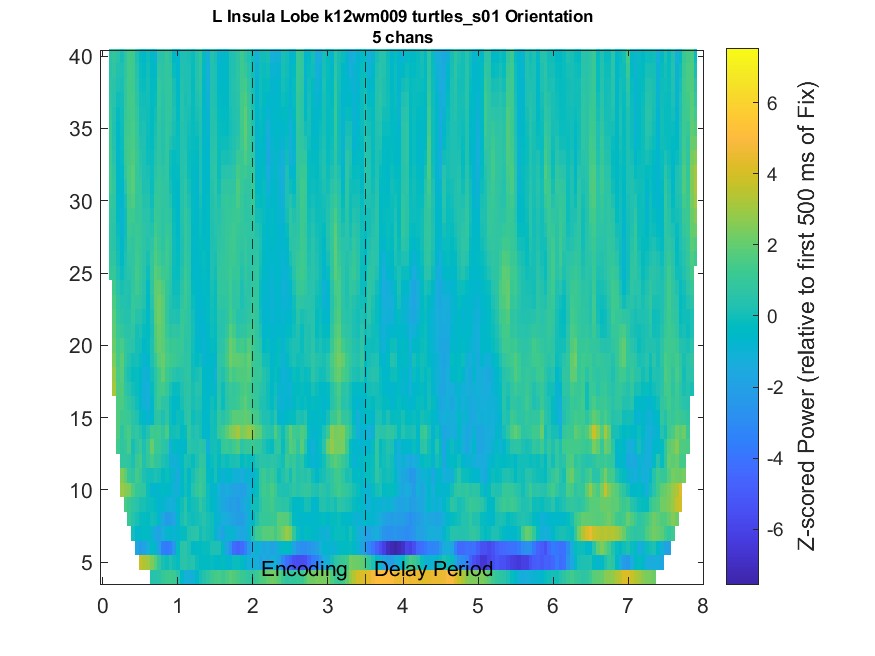 L Insula Lobe k12wm009 turtles_s01 Orientation
5 chans
40
35
30
25
20
15
10
5
Encoding
Delay Period
0 1 2 3 4 5 6 7 8
6
4
2
0
-2
-4
-6
Z-scored Power (relative to first 500 ms of Fix)